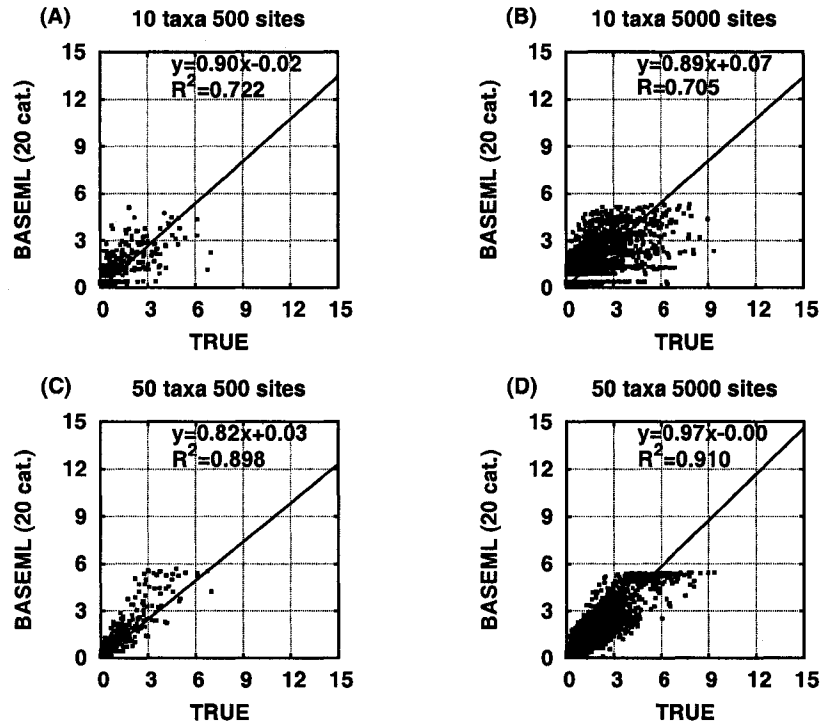 (A) 10 taxa 500 sites
15
12
9
6
3
0
y=0.90x-0.02
R²=0.722
BASEML (20 cat.)
0 3 6 9 12 15
TRUE
(B) 10 taxa 5000 sites
15
12
9
6
3
0
y=0.89x+0.07
R=0.705
BASEML (20 cat.)
0 3 6 9 12 15
TRUE
(C) 50 taxa 500 sites
15
12
9
6
3
0
y=0.82x+0.03
R²=0.898
BASEML (20 cat.)
0 3 6 9 12 15
TRUE
(D) 50 taxa 5000 sites
15
12
9
6
3
0
y=0.97x-0.00
R²=0.910
BASEML (20 cat.)
0 3 6 9 12 15
TRUE